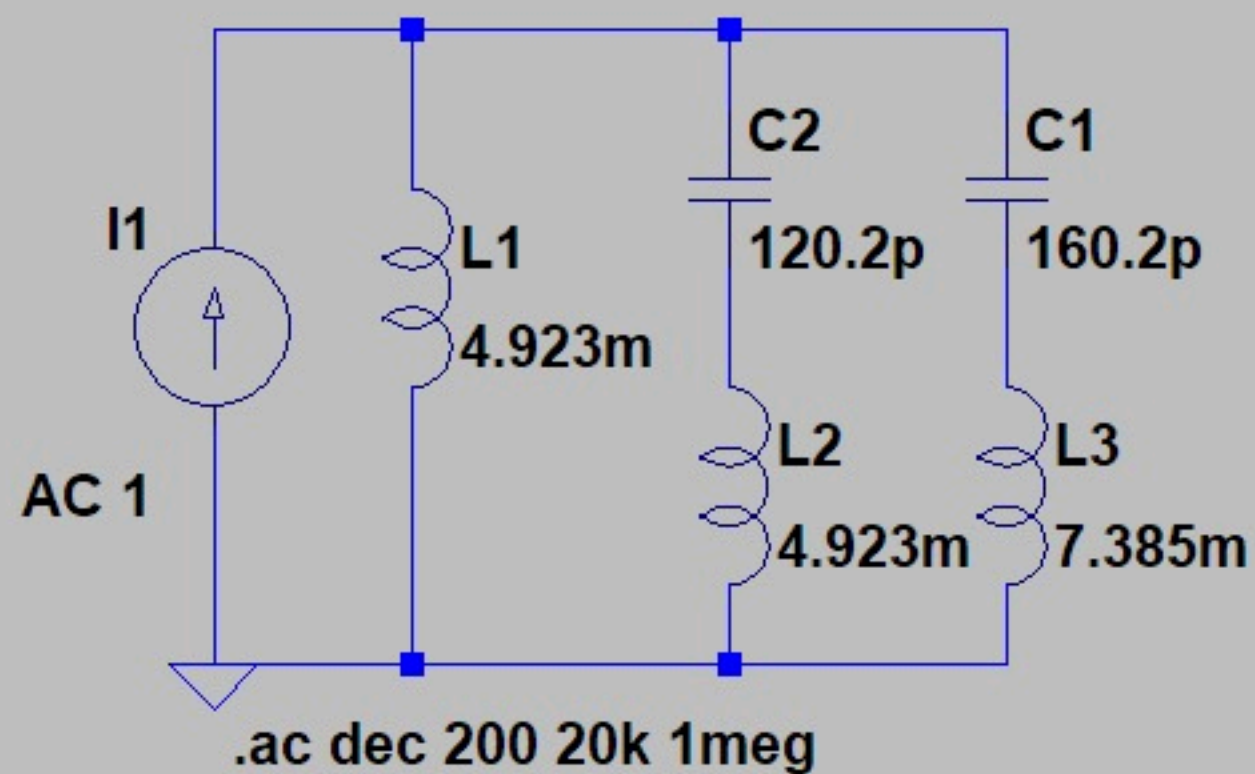 C2
C1
I1
L1
120.2p
160.2p
4.923m
L2
L3
AC 1
4.923m
7.385m
.ac dec 200 20k 1meg